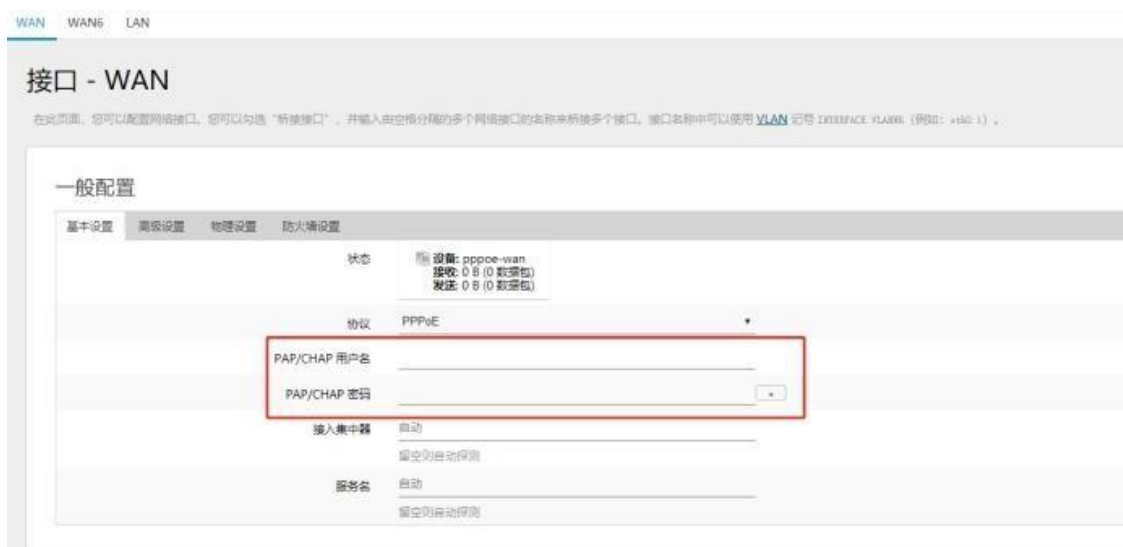 WAN WAN6 LAN
接口 - WAN
在此页面，您可以配置网络接口。您可以勾选“桥接接口”，并输入由空格分隔的多个网络接口的名称来桥接多个接口。接口名称中可以使用 VLAN 记号 INTERFACE.VLANNR（例如：eth0.1）。
一般配置
基本设置 高级设置 物理设置 防火墙设置
状态
设备: pppoe-wan
接收: 0 B (0 数据包)
发送: 0 B (0 数据包)
协议 PPPoE
PAP/CHAP 用户名
PAP/CHAP 密码
接入集中器 自动
留空则自动探测
服务名 自动
留空则自动探测